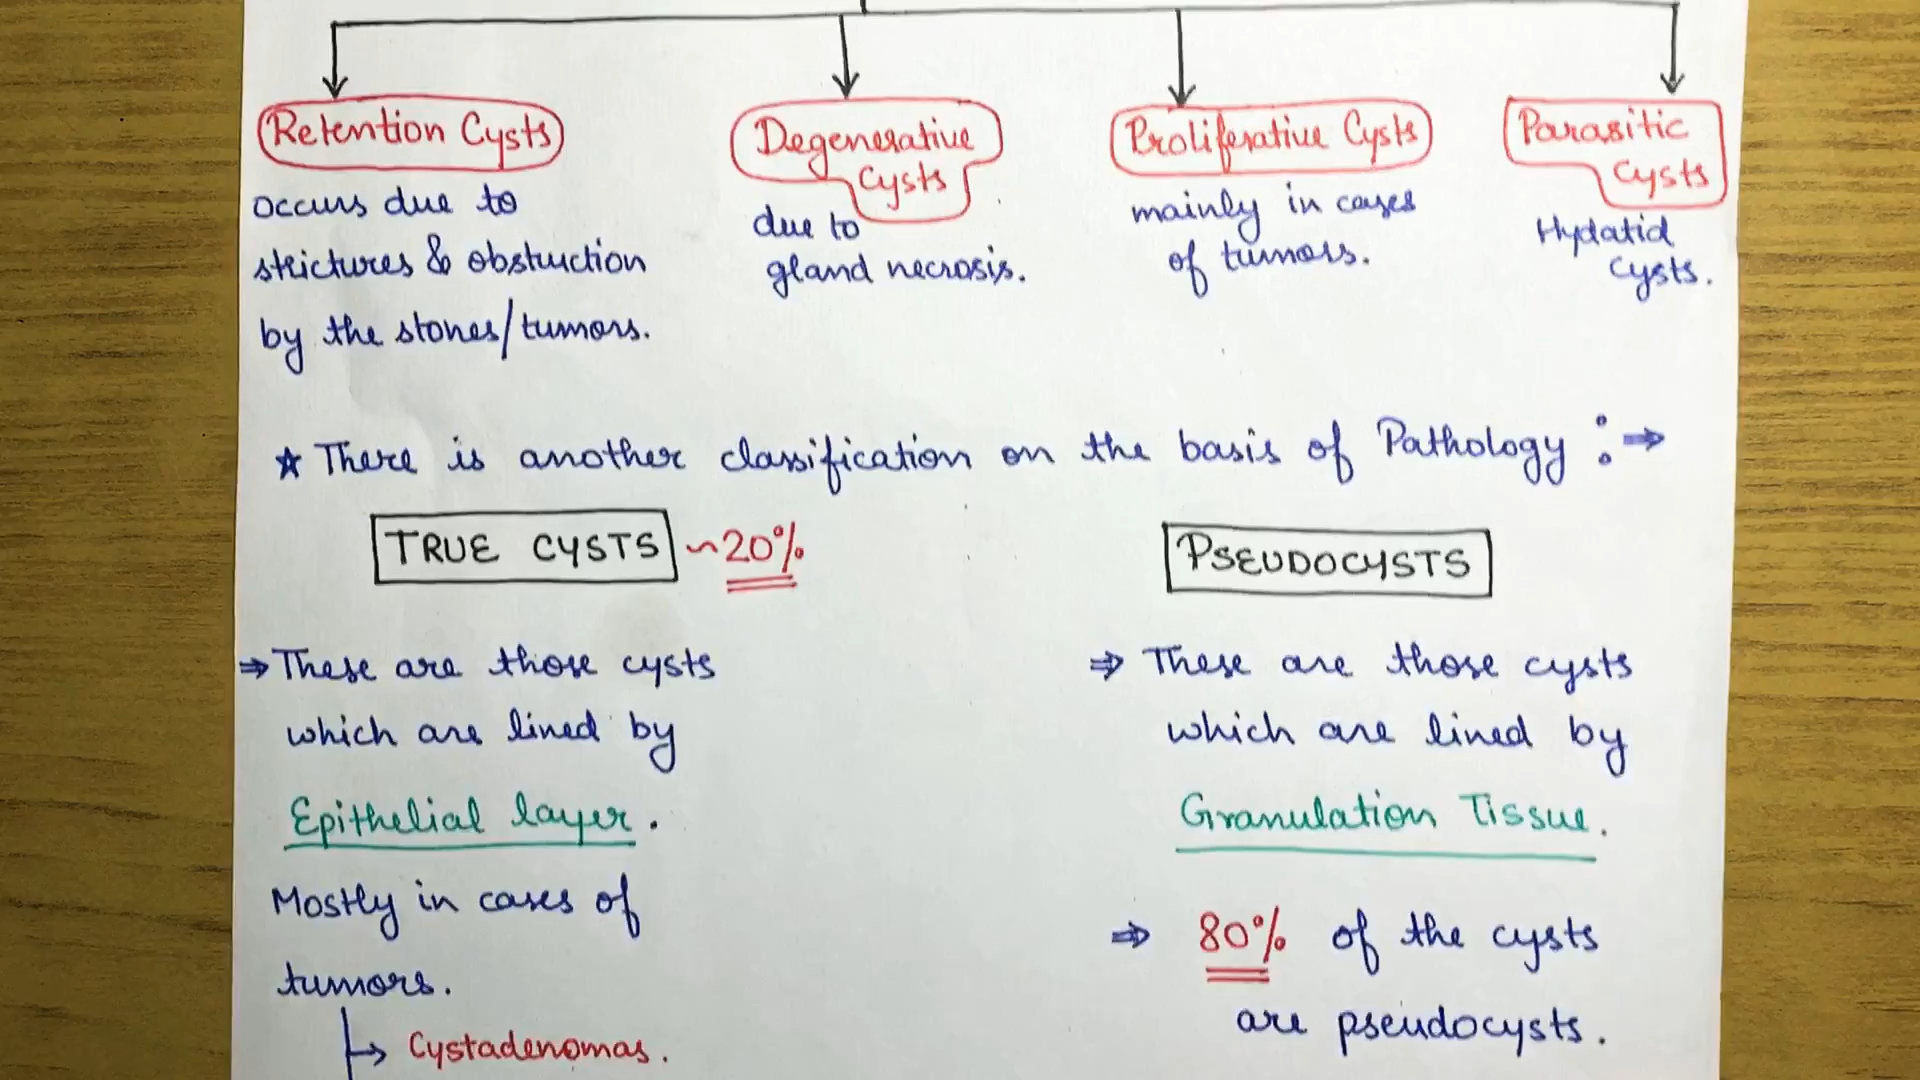 Retention Cysts
occurs due to
strictures & obstruction
by the stones/tumors.
Degenerative
Cysts
due to
gland necrosis.
Proliferative Cysts
mainly in cases
of tumors.
Parasitic
Cysts
Hydatid
Cysts.
☆ There is another classification on the basis of Pathology :⇒
TRUE CYSTS ~20%
⇒ These are those cysts
which are lined by
Epithelial layer.
Mostly in cases of
tumors.
↳ Cystadenomas.
PSEUDOCYSTS
⇒ These are those cysts
which are lined by
Granulation Tissue.
⇒ 80% of the cysts
are pseudocysts.